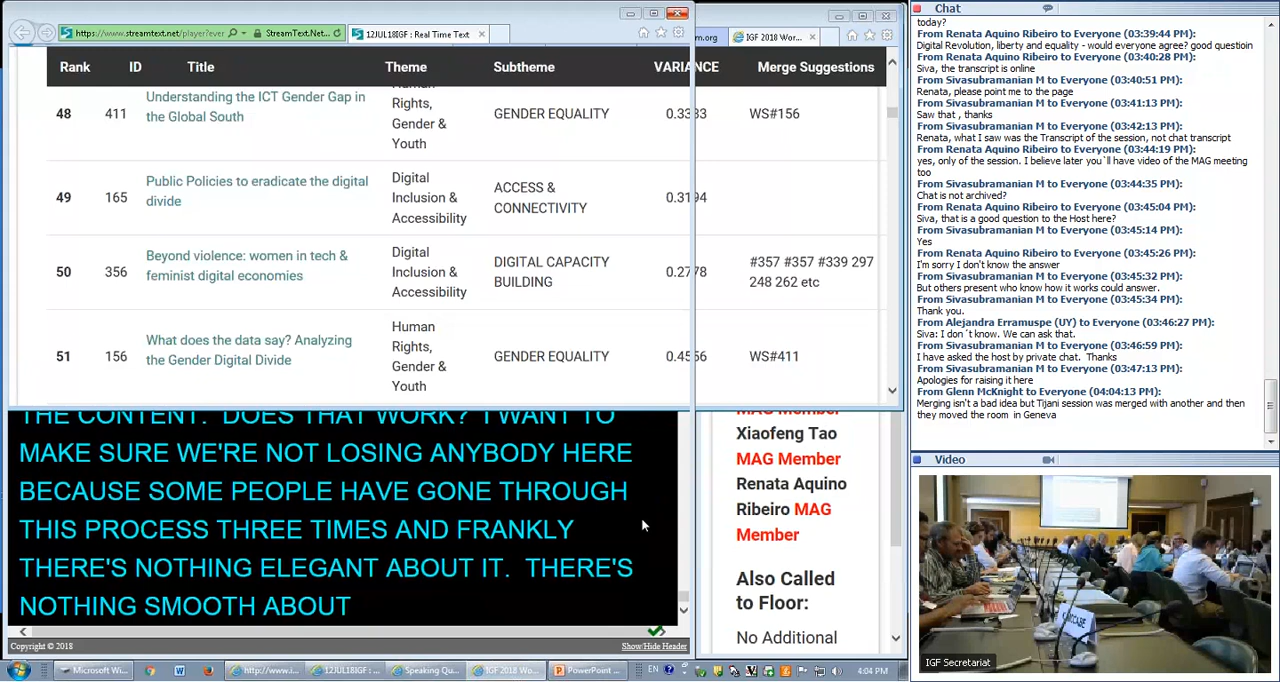 https://www.streamtext.net/player?ever
StreamText.Net...
12JUL18IGF : Real Time Text
m.org
IGF 2018 Wor...
Rank ID Title Theme Subtheme VARIANCE Merge Suggestions
48 411 Understanding the ICT Gender Gap in
the Global South
Human
Rights,
Gender &
Youth
GENDER EQUALITY
WS#156
49 165 Public Policies to eradicate the digital
divide
Digital
Inclusion &
Accessibility
ACCESS &
CONNECTIVITY
0.3194
50 356 Beyond violence: women in tech &
feminist digital economies
Digital
Inclusion &
Accessibility
DIGITAL CAPACITY
BUILDING
0.2778
#357 #357 #339 297
248 262 etc
51 156 What does the data say? Analyzing
the Gender Digital Divide
Human
Rights,
Gender &
Youth
GENDER EQUALITY
WS#411
THE CONTENT. DOES THAT WORK? I WANT TO
MAKE SURE WE'RE NOT LOSING ANYBODY HERE
BECAUSE SOME PEOPLE HAVE GONE THROUGH
THIS PROCESS THREE TIMES AND FRANKLY
THERE'S NOTHING ELEGANT ABOUT IT. THERE'S
NOTHING SMOOTH ABOUT
Copyright © 2018
Show/Hide Header
MAG Member
Xiaofeng Tao
MAG Member
Renata Aquino
Ribeiro MAG
Member
Also Called
to Floor:
No Additional
Chat
today?
From Renata Aquino Ribeiro to Everyone (03:39:44 PM):
Digital Revolution, liberty and equality - would everyone agree? good question
From Renata Aquino Ribeiro to Everyone (03:40:28 PM):
Siva, the transcript is online
From Sivasubramanian M to Everyone (03:40:51 PM):
Renata, please point me to the page
From Sivasubramanian M to Everyone (03:41:13 PM):
Saw that , thanks
From Sivasubramanian M to Everyone (03:42:13 PM):
Renata, what I saw was the Transcript of the session, not chat transcript
From Renata Aquino Ribeiro to Everyone (03:44:19 PM):
yes, only of the session. I believe later you`ll have video of the MAG meeting
too
From Sivasubramanian M to Everyone (03:44:35 PM):
Chat is not archived?
From Renata Aquino Ribeiro to Everyone (03:45:04 PM):
Siva, that is a good question to the Host here?
From Sivasubramanian M to Everyone (03:45:14 PM):
Yes
From Renata Aquino Ribeiro to Everyone (03:45:26 PM):
I'm sorry I don't know the answer
From Sivasubramanian M to Everyone (03:45:32 PM):
But others present who know how it works could answer.
From Sivasubramanian M to Everyone (03:45:34 PM):
Thank you.
From Alejandra Erramuspe (UY) to Everyone (03:46:27 PM):
Siva: I don´t know. We can ask that.
From Sivasubramanian M to Everyone (03:46:59 PM):
I have asked the host by private chat. Thanks
From Sivasubramanian M to Everyone (03:47:13 PM):
Apologies for raising it here
From Glenn McKnight to Everyone (04:04:13 PM):
Merging isn't a bad idea but Tijani session was merged with another and then
they moved the room in Geneva
Video
IGF Secretariat
Microsoft Wi...
http://www.i...
12JUL18IGF : ...
Speaking Qu...
IGF 2018 Wo...
PowerPoint ...
EN
4:04 PM